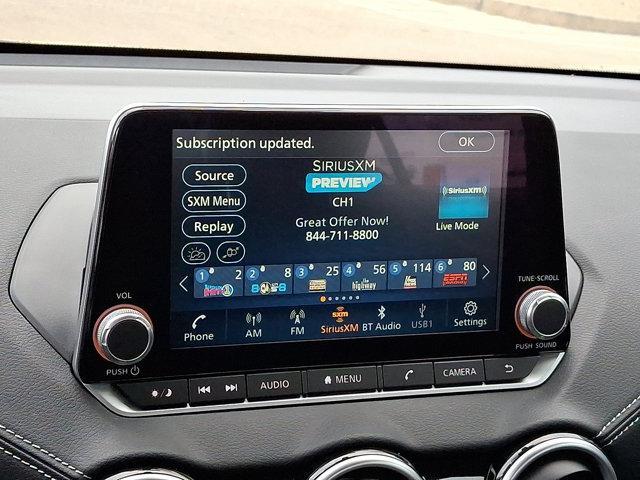 Subscription updated.
OK
Source
SXM Menu
Replay
SIRIUSXM
PREVIEW
CH1
Great Offer Now!
844-711-8800
SiriusXM
Live Mode
1 2
2 8
3 25
4 56
the highway
5 114
6 80
ESPN
Phone
AM
FM
sxm
SiriusXM
BT Audio
USB1
Settings
VOL
PUSH
TUNE·SCROLL
PUSH SOUND
AUDIO
MENU
CAMERA